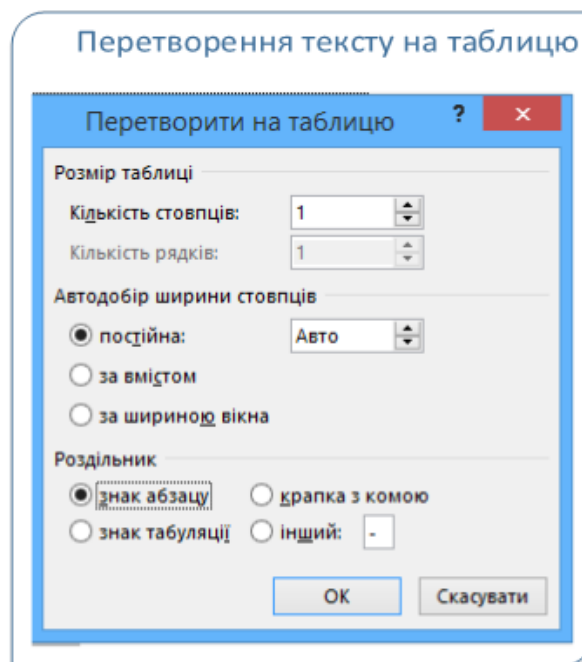 Перетворення тексту на таблицю
Перетворити на таблицю ? ×
Розмір таблиці
Кількість стовпців: 1
Кількість рядків: 1
Автодобір ширини стовпців
постійна: Авто
за вмістом
за шириною вікна
Роздільник
знак абзацу крапка з комою
знак табуляції інший: -
ОК Скасувати